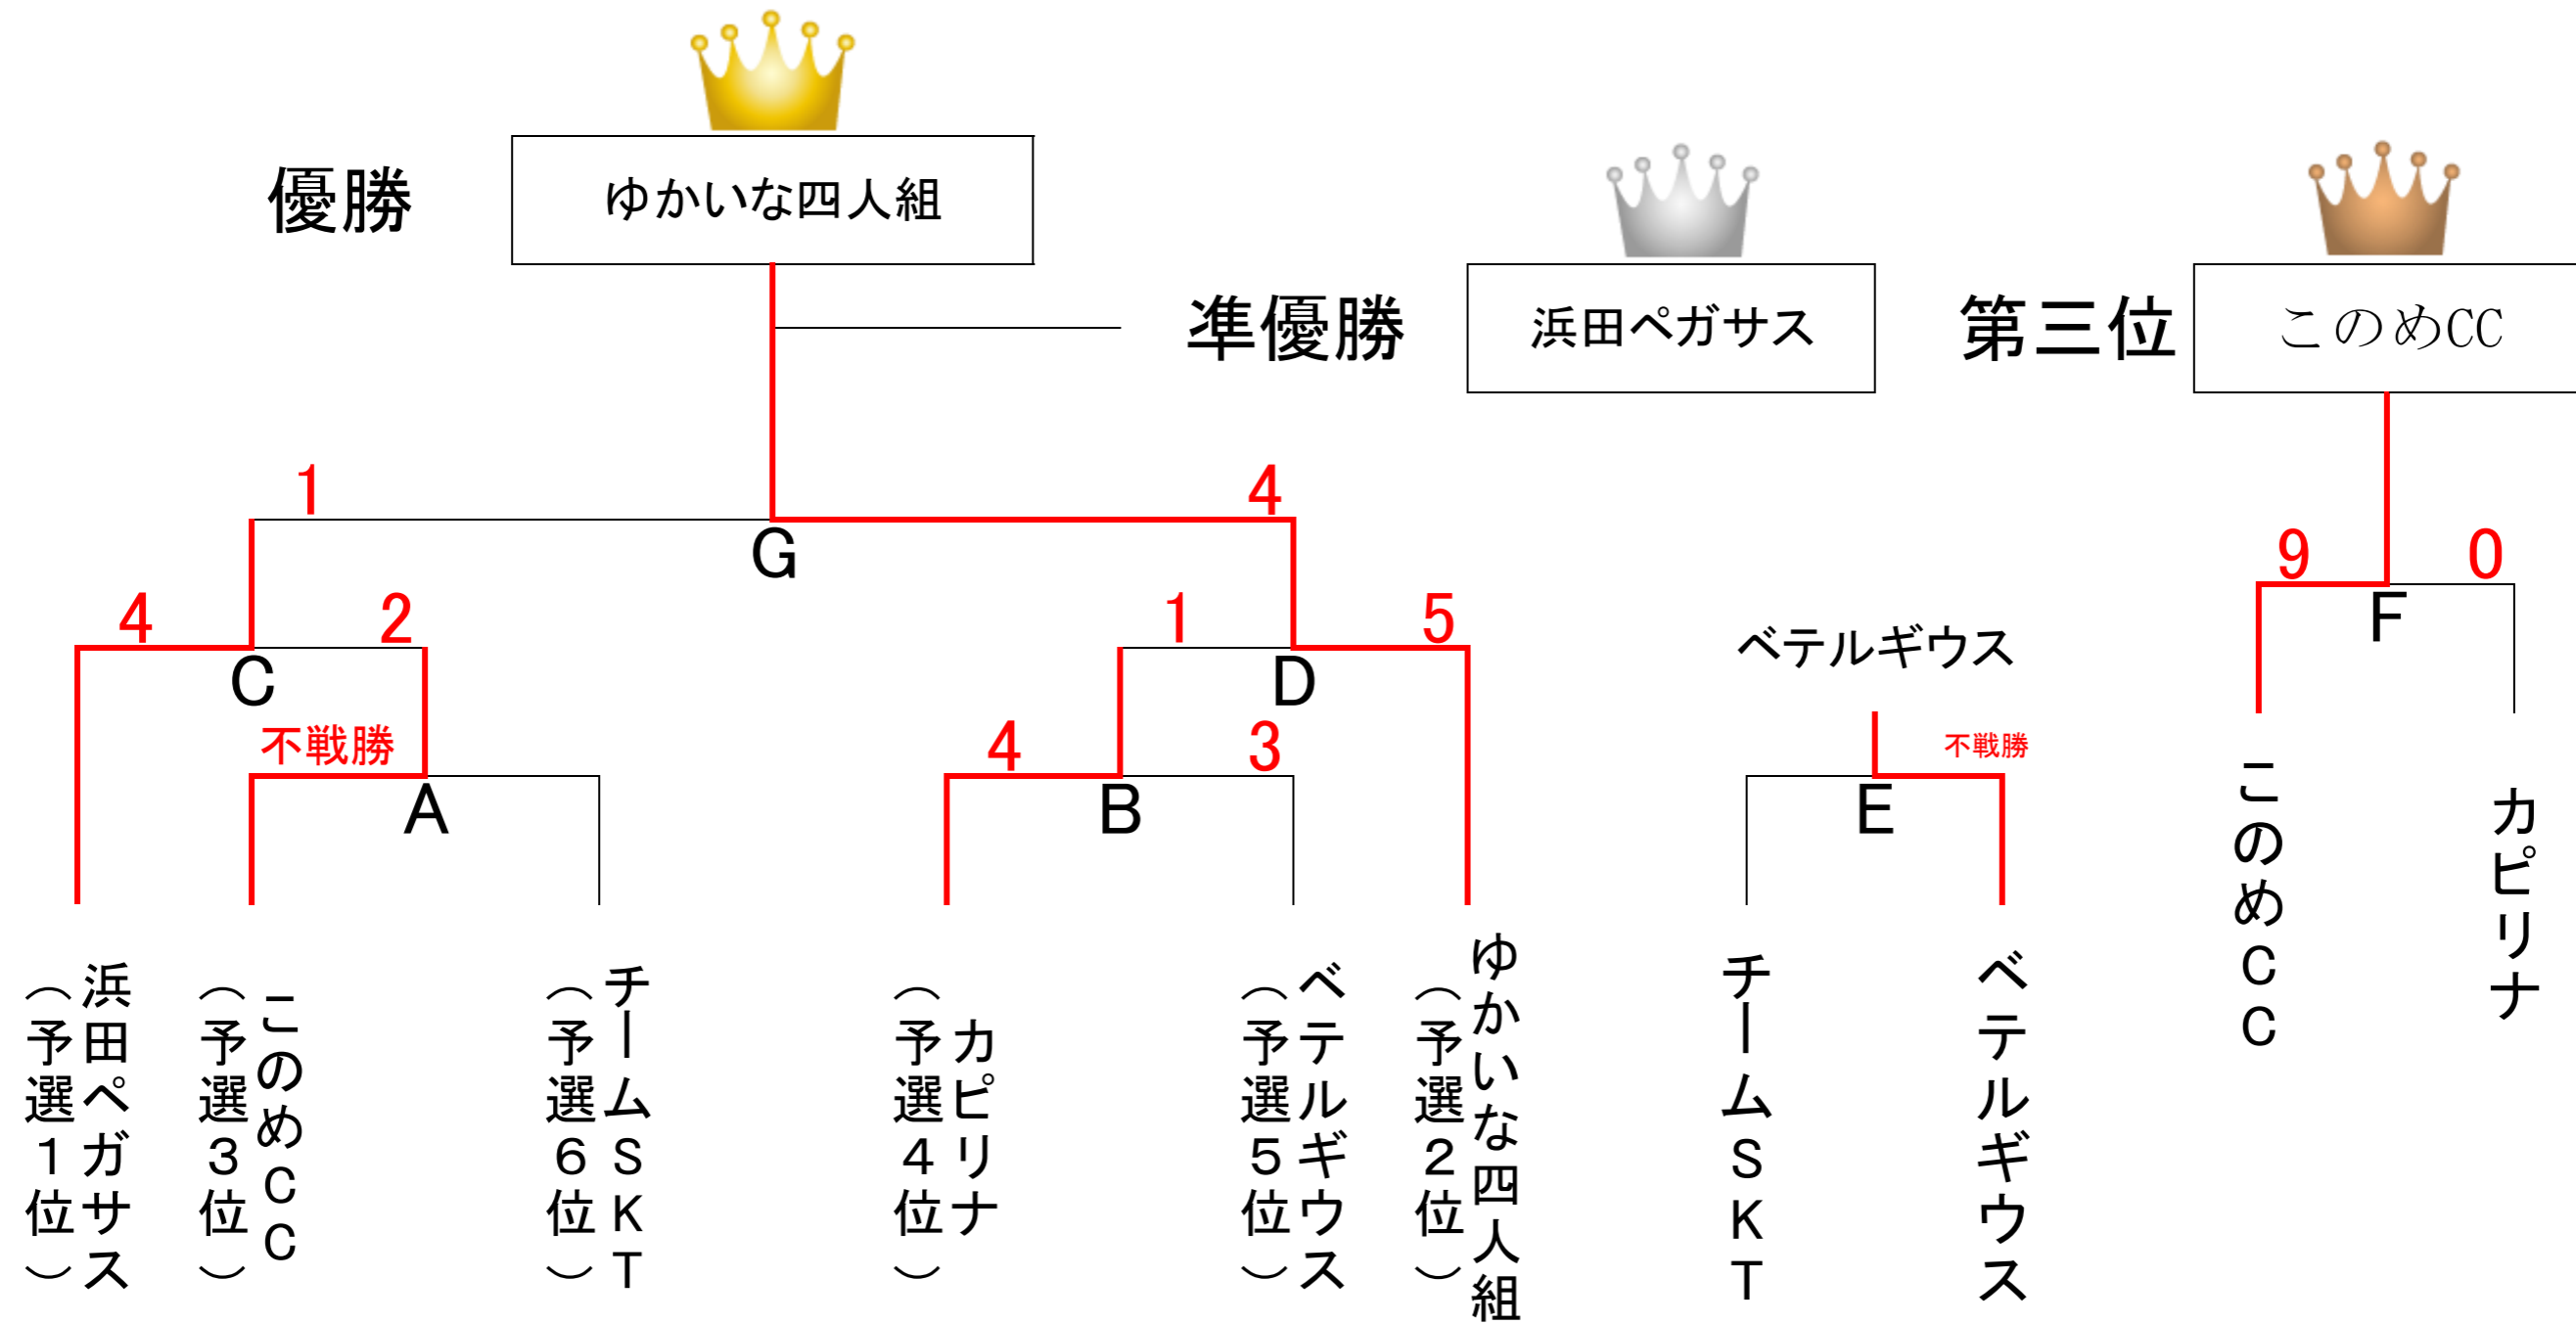 優勝
ゆかいな四人組
準優勝
浜田ペガサス
第三位
このめCC
1
4
G
9
0
F
4
2
C
1
5
D
ベテルギウス
不戦勝
A
4
3
B
不戦勝
E
浜田ペガサス
（予選１位）
このめＣＣ
（予選３位）
チームＳＫＴ
（予選６位）
カピリナ
（予選４位）
ベテルギウス
（予選５位）
ゆかいな四人組
（予選２位）
チームＳＫＴ
ベテルギウス
このめＣＣ
カピリナ